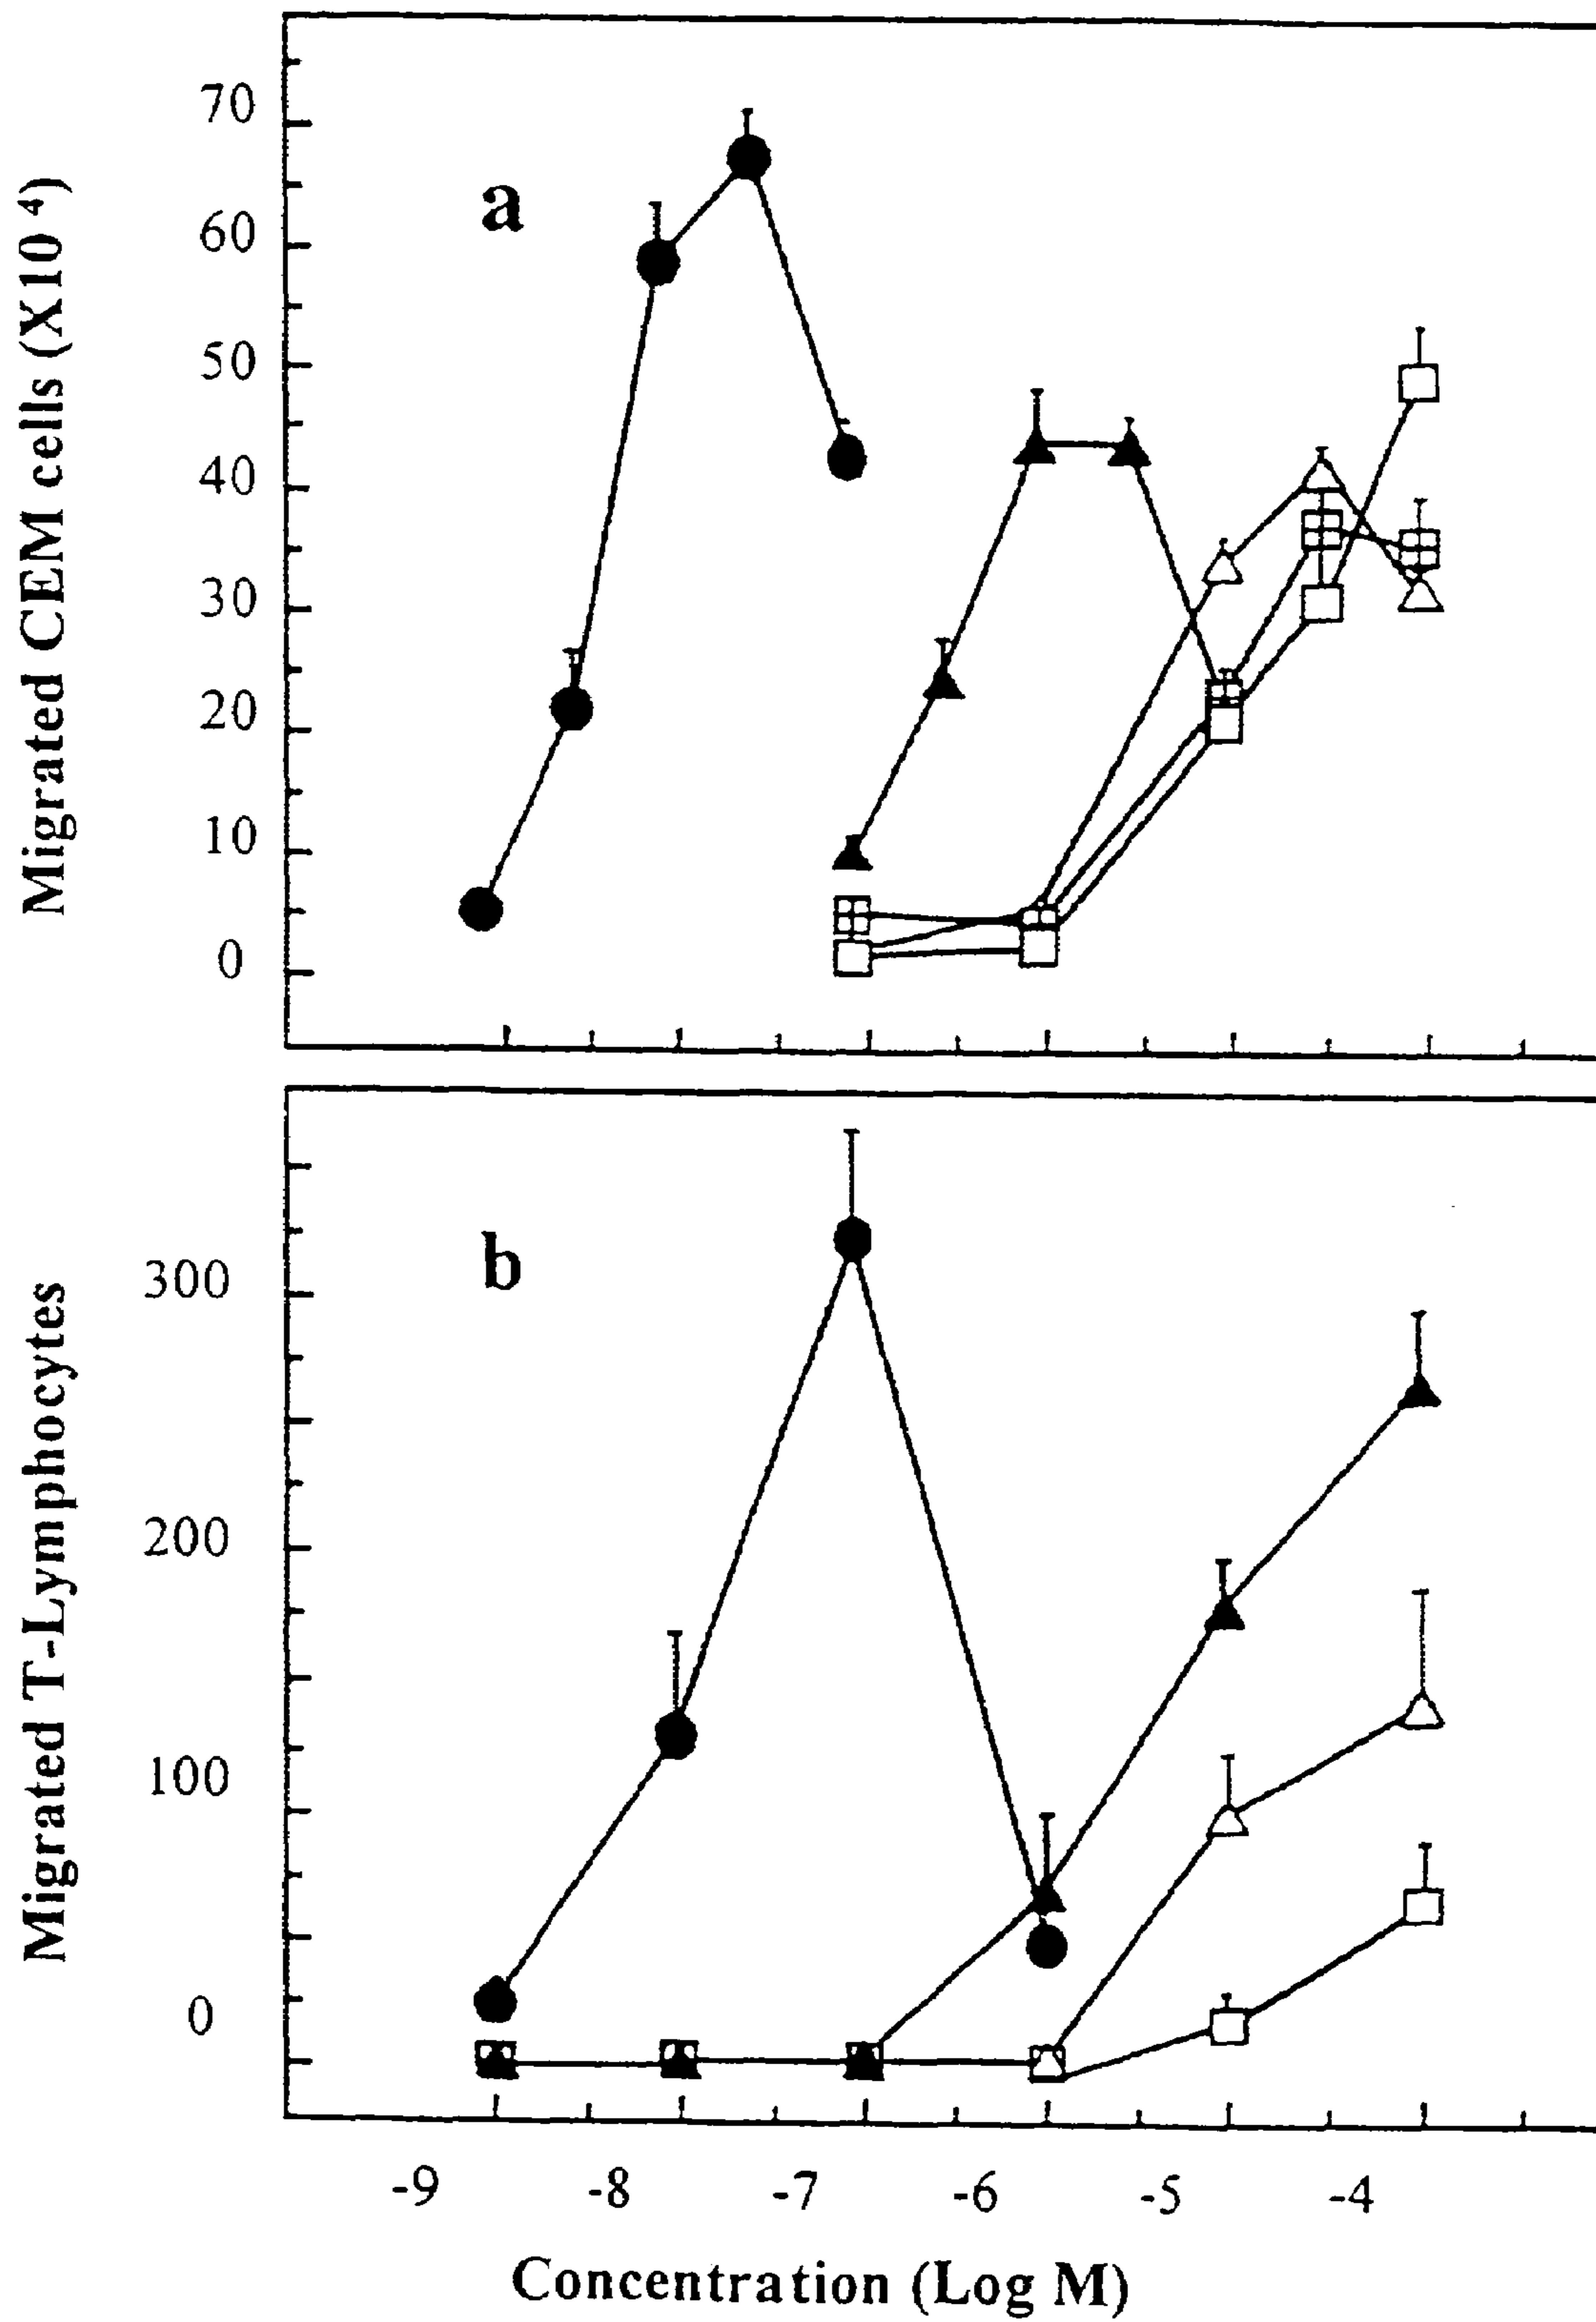 Migrated CEM cells (X10 4)
70
60
50
40
30
20
10
0
a
Migrated T-Lymphocytes
300
200
100
0
b
-9 -8 -7 -6 -5 -4
Concentration (Log M)